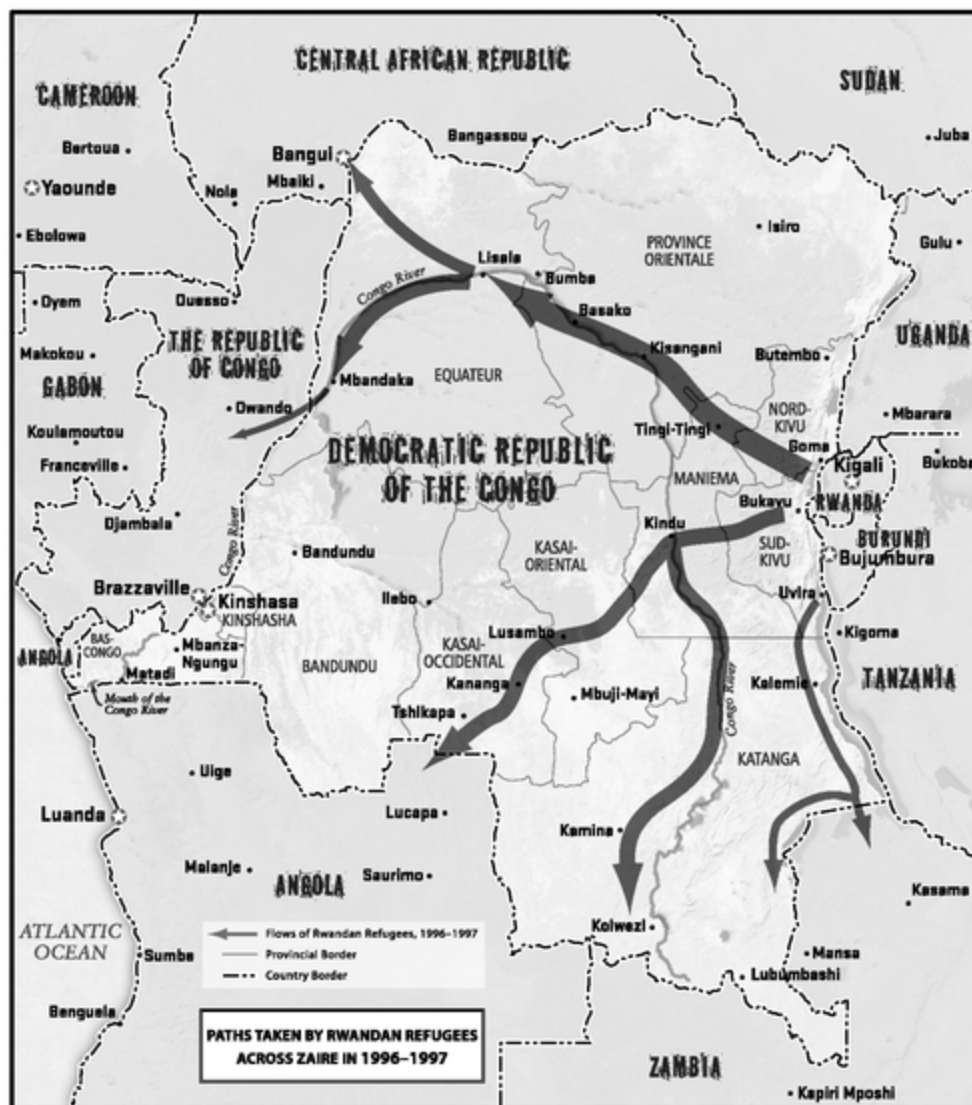 CENTRAL AFRICAN REPUBLIC
SUDAN
CAMEROON
Bertoua
Bangassou
Juba
Bangui
Mbaiki
Yaounde
Nola
Ebolowa
Isiro
PROVINCE
ORIENTALE
Gulu
Lisala
Bumba
Congo River
Oyem
Ouesso
Basako
THE REPUBLIC
OF CONGO
UGANDA
Makokou
Kisangani
Butembo
GABON
EQUATEUR
Mbandaka
Owando
NORD-
KIVU
Mbarara
Koulamoutou
Tingi-Tingi
Goma
Franceville
DEMOCRATIC REPUBLIC
OF THE CONGO
Kigali
Bukoba
MANIEMA
RWANDA
Bukavu
Djambala
Congo River
Kindu
BURUNDI
Bandundu
KASAI-
ORIENTAL
SUD-
KIVU
Bujumbura
Brazzaville
Kinshasa
KINSHASHA
Ilebo
Uvira
Lusambo
Kigoma
ANGOLA
BAS-
CONGO
Mbanza-
Ngungu
Matadi
BANDUNDU
KASAI-
OCCIDENTAL
Kananga
Mbuji-Mayi
Kalemie
TANZANIA
Mouth of the
Congo River
Tshikapa
Congo River
KATANGA
Uige
Luanda
Lucapa
Kamina
Malanje
Saurimo
ANGOLA
Kasama
ATLANTIC
OCEAN
Sumbe
Flows of Rwandan Refugees, 1996–1997
Provincial Border
Country Border
Kolwezi
Mansa
Lubumbashi
Benguela
PATHS TAKEN BY RWANDAN REFUGEES
ACROSS ZAIRE IN 1996–1997
ZAMBIA
Kapiri Mposhi